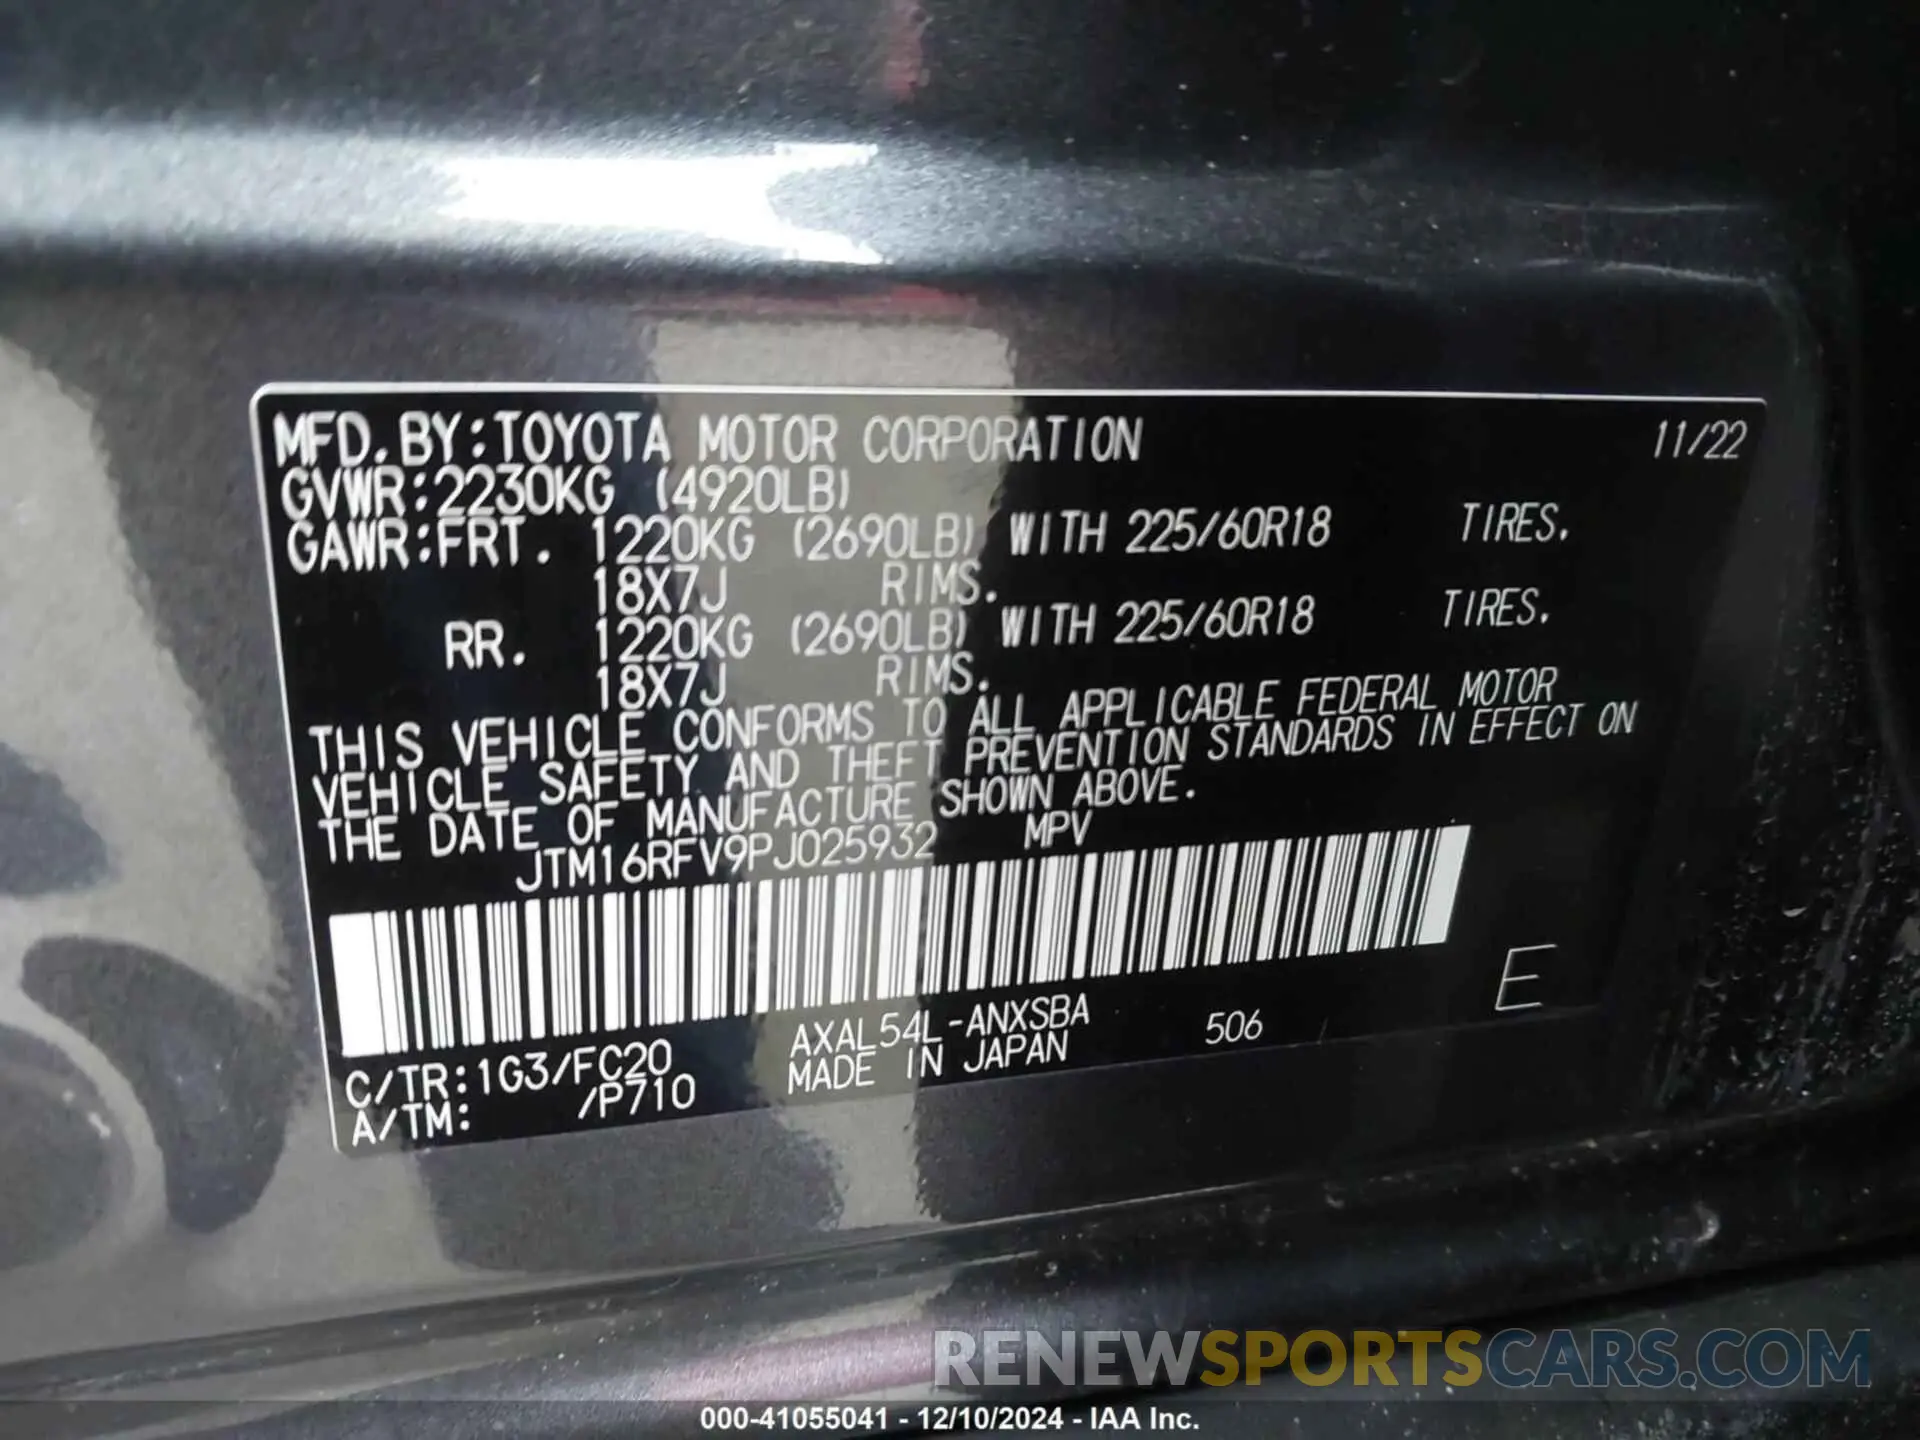 MFD.BY:TOYOTA MOTOR CORPORATION 11/22
GVWR:2230KG (4920LB)
GAWR:FRT. 1220KG (2690LB) WITH 225/60R18 TIRES.
18X7J RIMS.
RR. 1220KG (2690LB) WITH 225/60R18 TIRES.
18X7J RIMS.
THIS VEHICLE CONFORMS TO ALL APPLICABLE FEDERAL MOTOR
VEHICLE SAFETY AND THEFT PREVENTION STANDARDS IN EFFECT ON
THE DATE OF MANUFACTURE SHOWN ABOVE.
JTM16RFV9PJ025932 MPV
E
C/TR:1G3/FC20 AXAL54L-ANXSBA 506
A/TM: /P710 MADE IN JAPAN
RENEWSPORTSCARS.COM
000-41055041 - 12/10/2024 - IAA Inc.